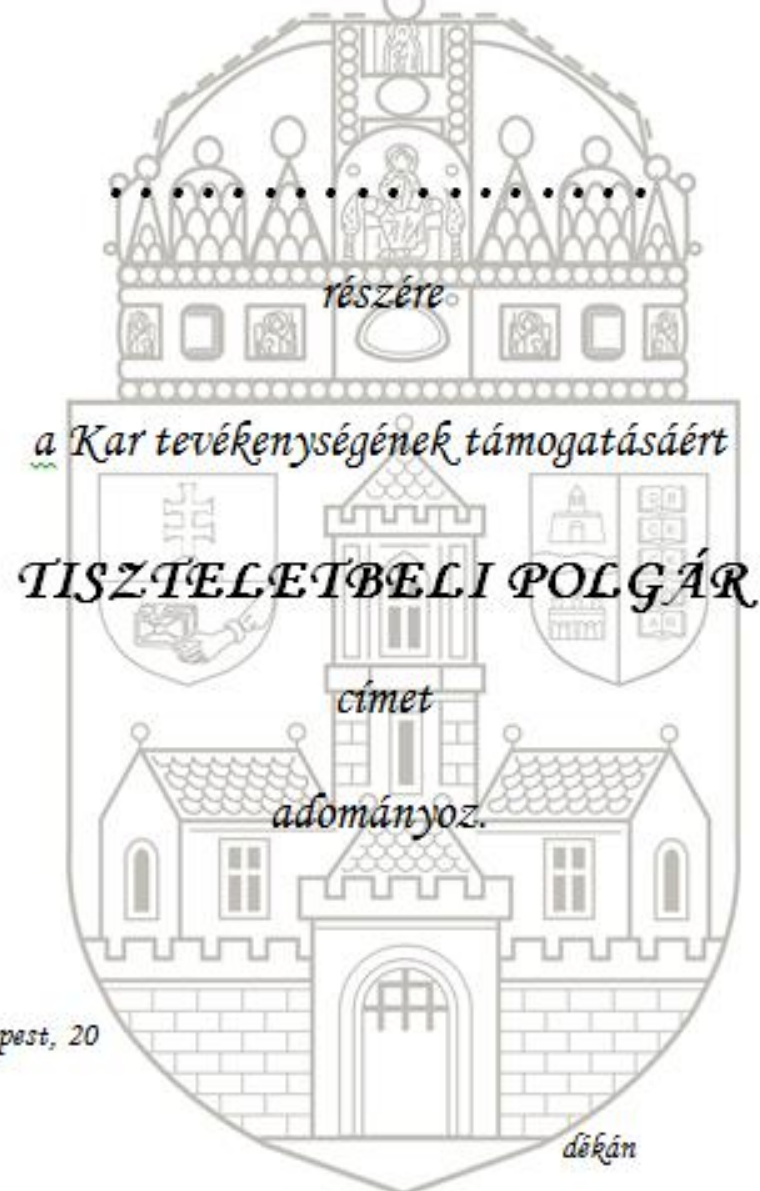 ..................
részére
a Kar tevékenységének támogatásáért
TISZTELETBELI POLGÁR
címet
adományoz.
pest, 20
dékán